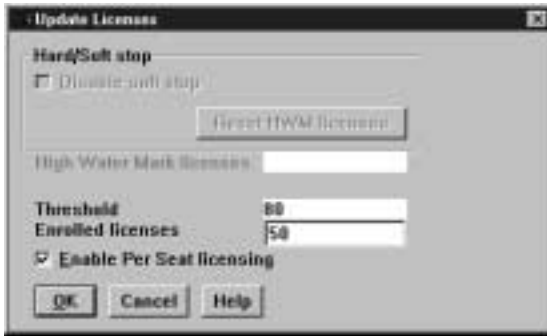 Update Licenses
Hard/Soft stop
Disable soft stop
Reset HWM licenses
High Water Mark licenses
Threshold 80
Enrolled licenses 50
Enable Per Seat licensing
OK Cancel Help